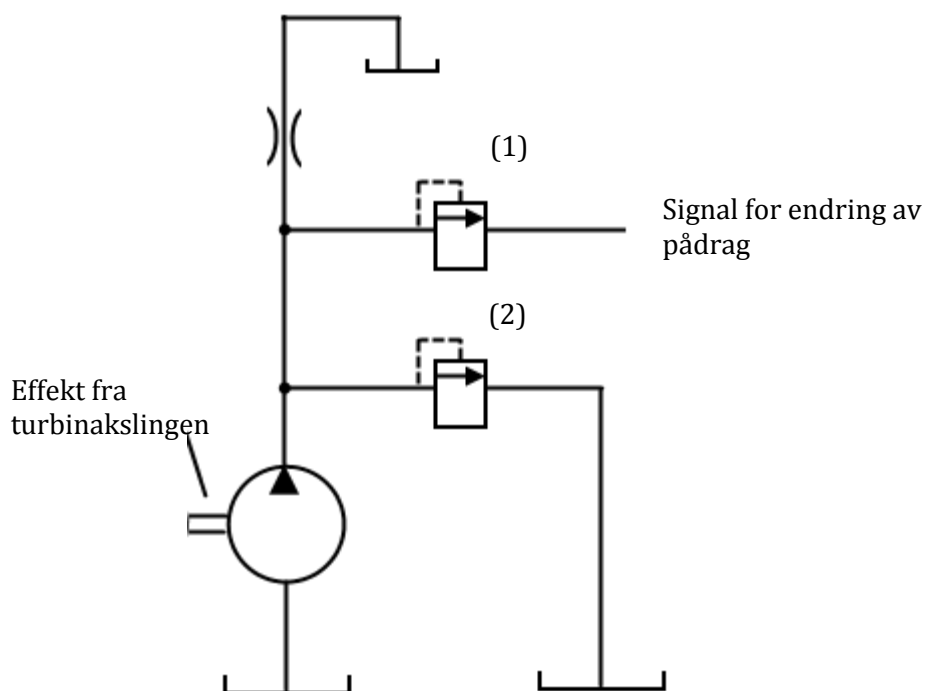 (1)
Signal for endring av
pådrag
(2)
Effekt fra
turbinakslingen